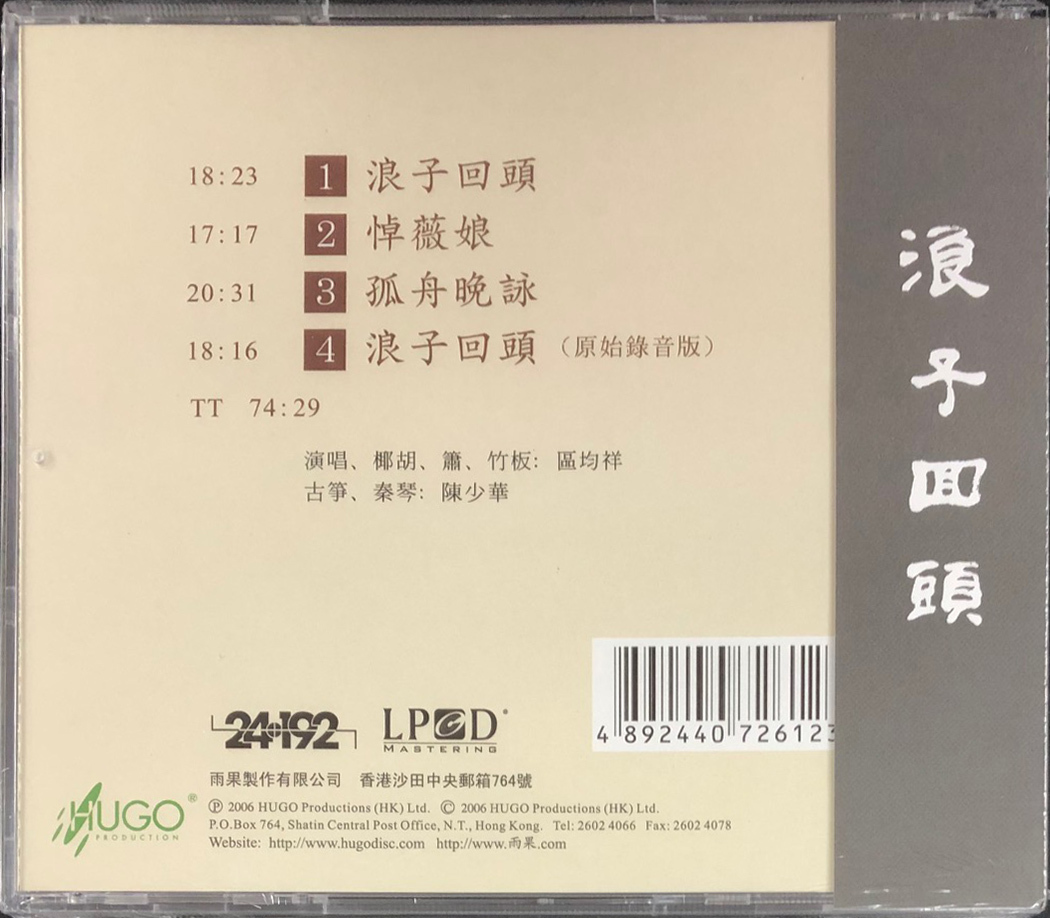 18:23 1 浪子回頭
17:17 2 悼薇娘
20:31 3 孤舟晚詠
18:16 4 浪子回頭（原始錄音版）
TT 74:29
演唱、椰胡、簫、竹板: 區均祥
古箏、秦琴: 陳少華
浪子回頭
4 892440 726123
24•192 LPCD MASTERING
HUGO®
PRODUCTION
雨果製作有限公司 香港沙田中央郵箱764號
Ⓟ 2006 HUGO Productions (HK) Ltd. © 2006 HUGO Productions (HK) Ltd.
P.O.Box 764, Shatin Central Post Office, N.T., Hong Kong. Tel: 2602 4066 Fax: 2602 4078
Website: http://www.hugodisc.com http://www.雨果.com